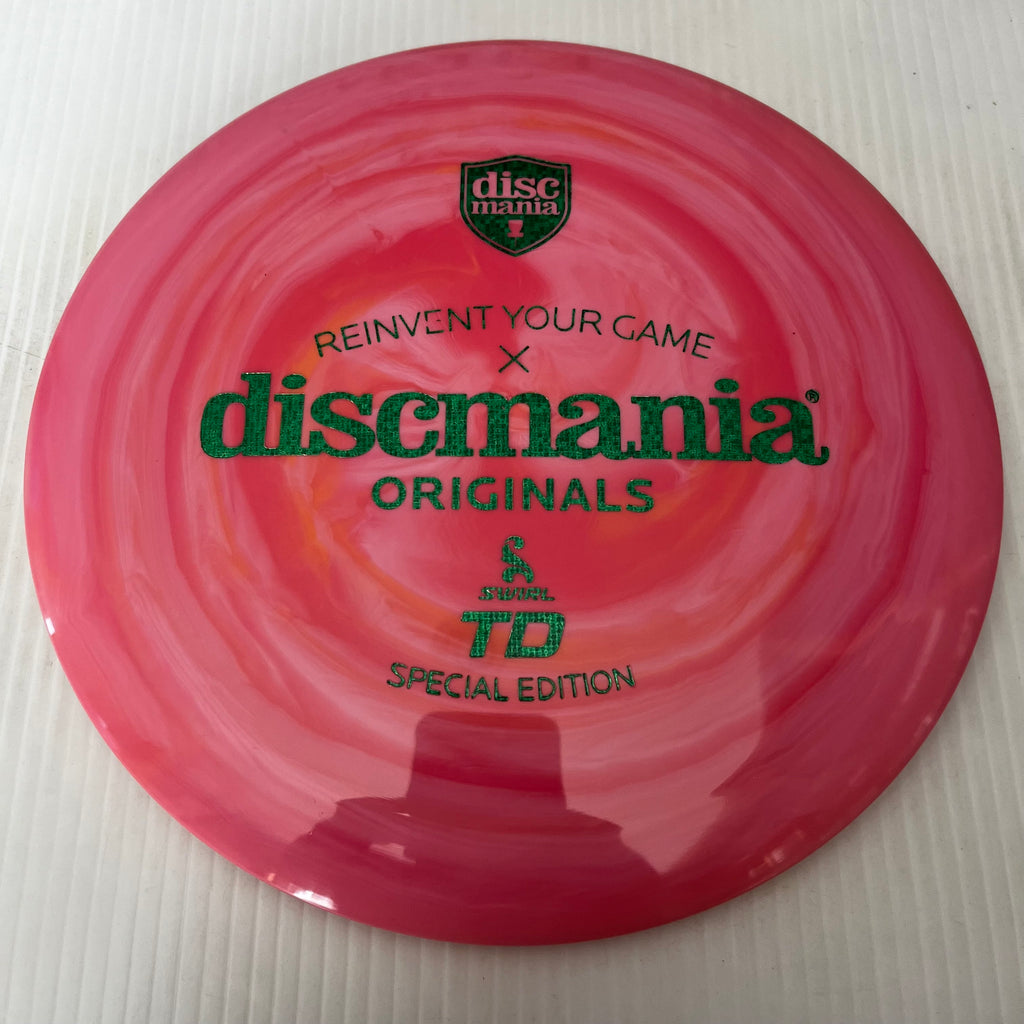 disc
mania
REINVENT YOUR GAME
X
discmania®
ORIGINALS
SWIRL
TD
SPECIAL EDITION